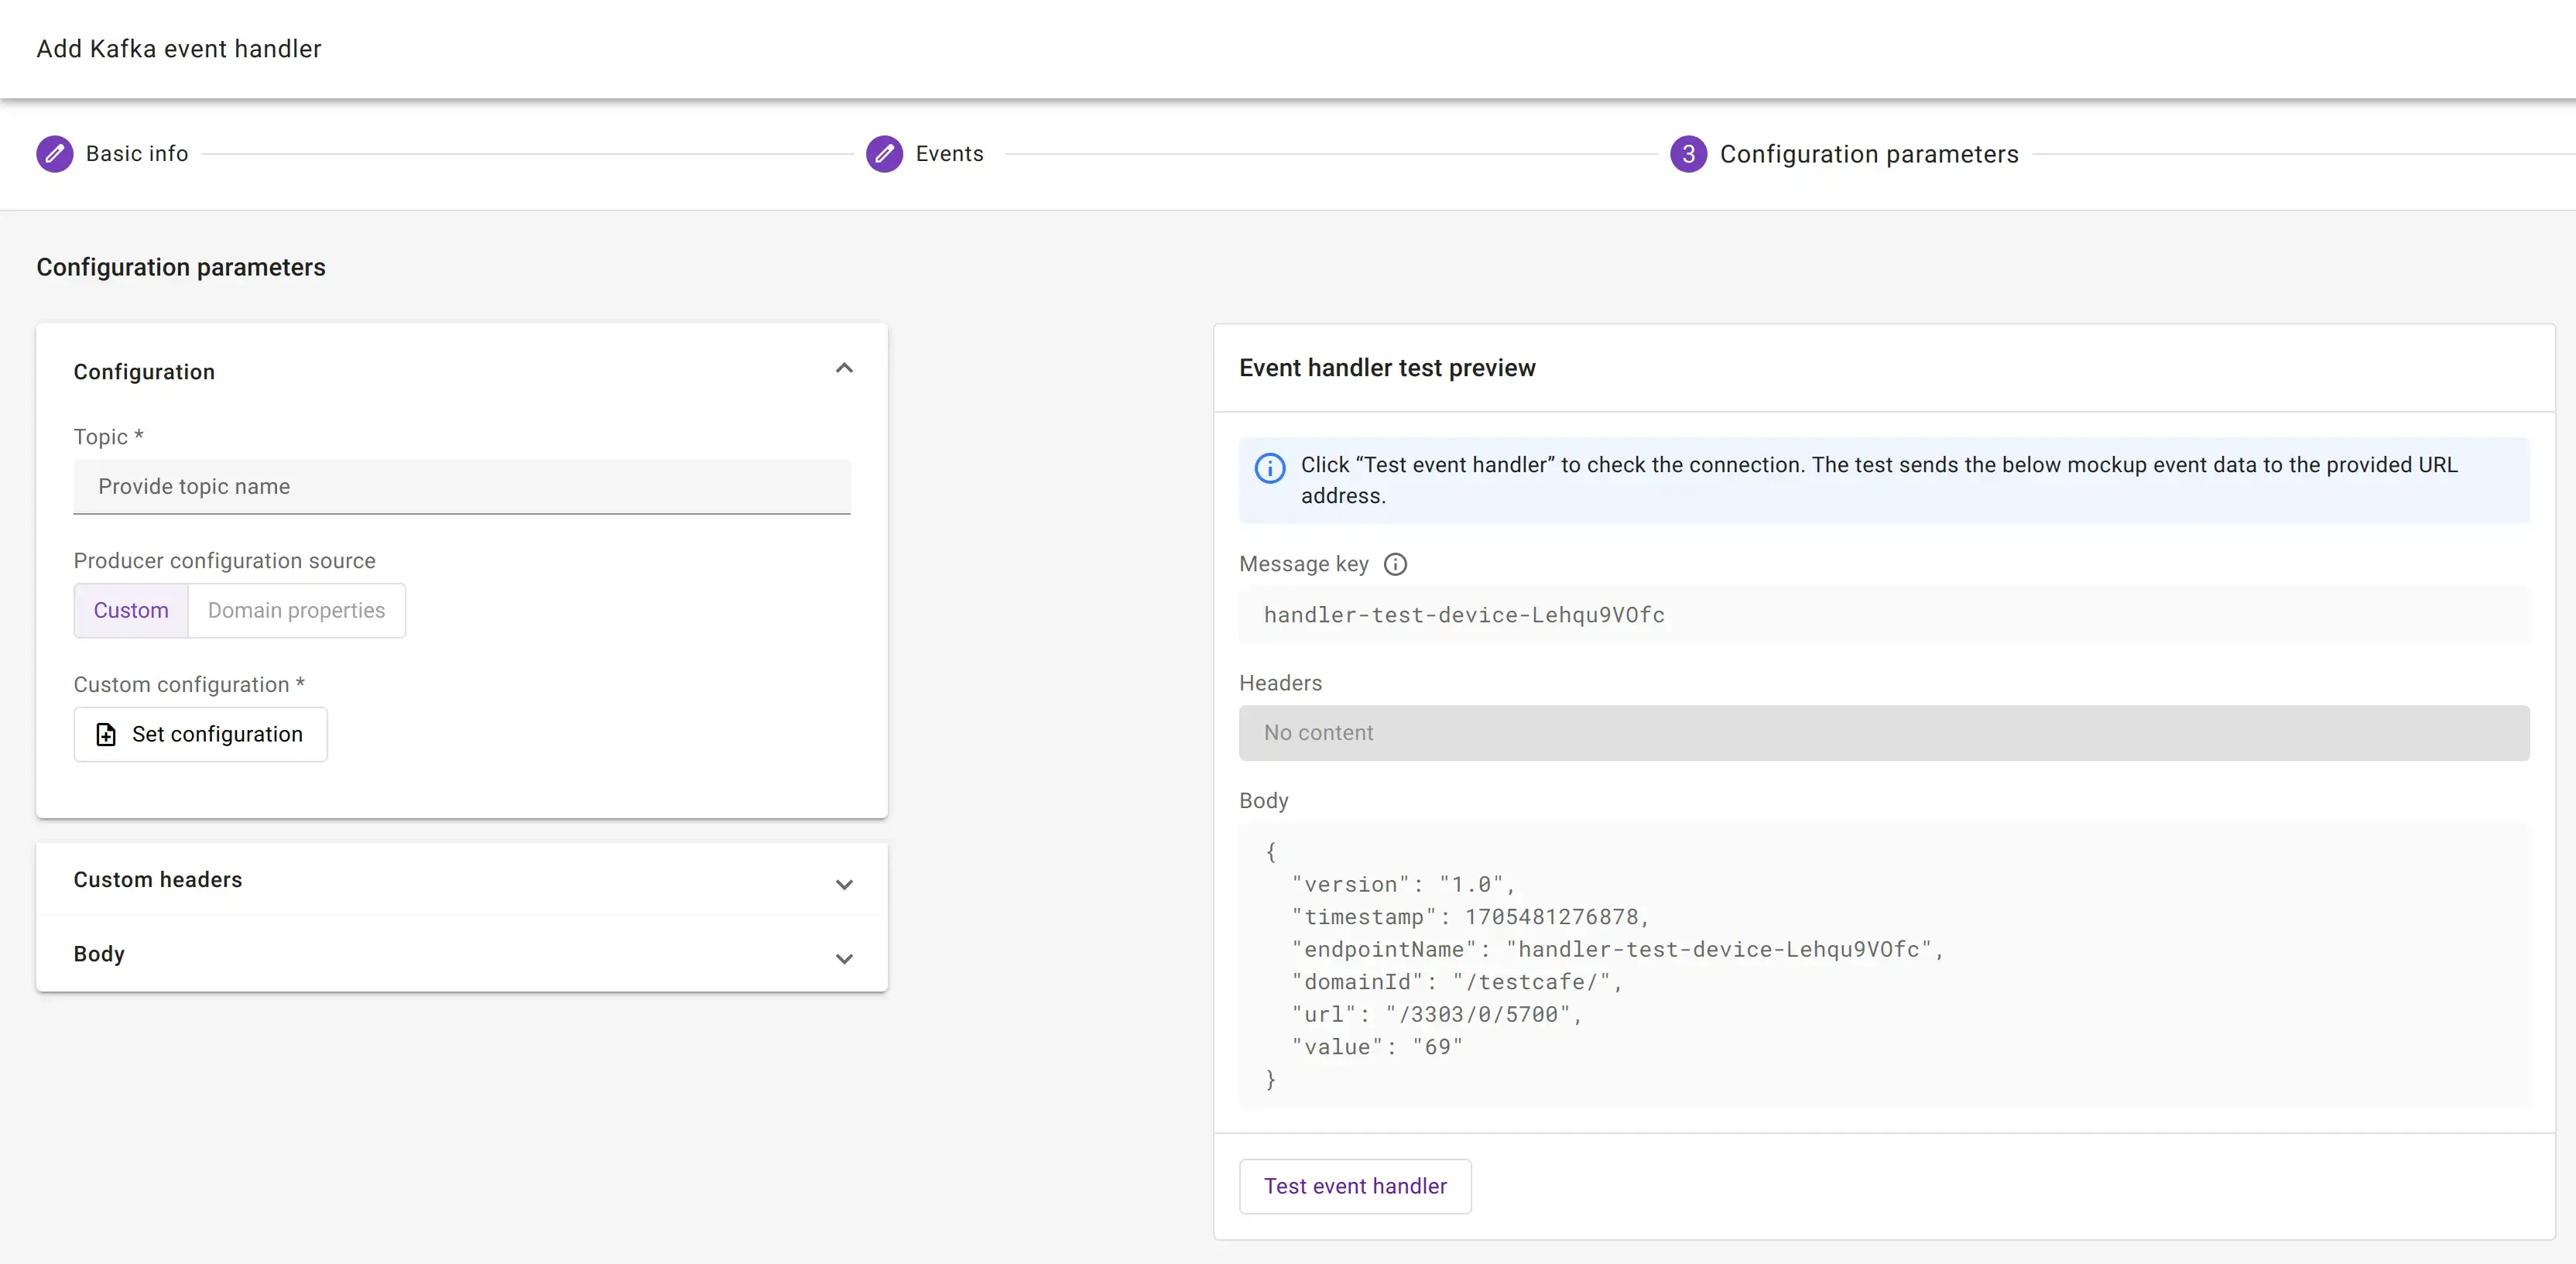 Add Kafka event handler
Basic info
Events
3 Configuration parameters
Configuration parameters
Configuration
Topic *
Provide topic name
Producer configuration source
Custom
Domain properties
Custom configuration *
Set configuration
Custom headers
Body
Event handler test preview
Click “Test event handler” to check the connection. The test sends the below mockup event data to the provided URL
address.
Message key
handler-test-device-Lehqu9VOfc
Headers
No content
Body
{
  "version": "1.0",
  "timestamp": 1705481276878,
  "endpointName": "handler-test-device-Lehqu9VOfc",
  "domainId": "/testcafe/",
  "url": "/3303/0/5700",
  "value": "69"
}
Test event handler